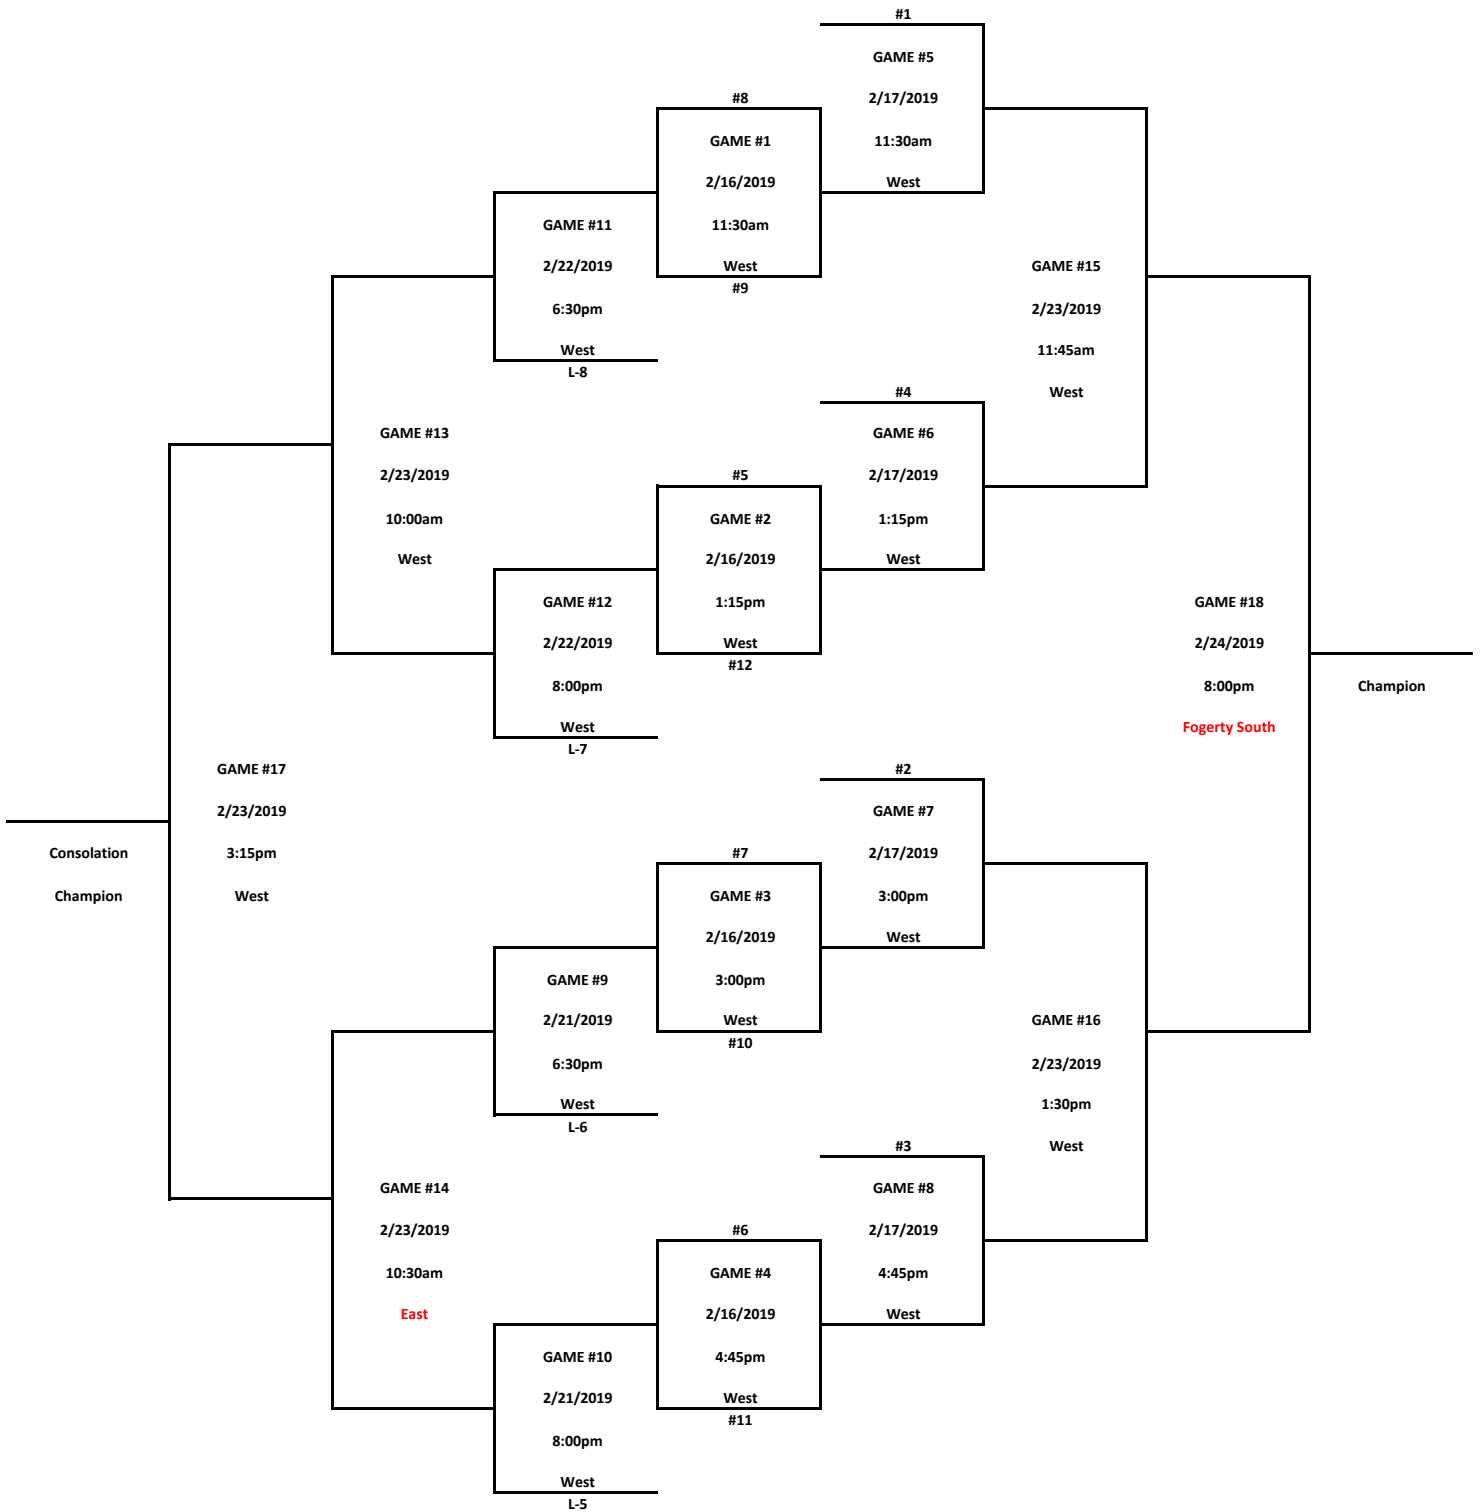 #1
GAME #5
2/17/2019
11:30am
West
#8
GAME #1
2/16/2019
11:30am
West
#9
GAME #11
2/22/2019
6:30pm
West
L-8
GAME #15
2/23/2019
11:45am
West
#4
GAME #6
2/17/2019
1:15pm
West
GAME #13
2/23/2019
10:00am
West
#5
GAME #2
2/16/2019
1:15pm
West
#12
GAME #12
2/22/2019
8:00pm
West
L-7
GAME #18
2/24/2019
8:00pm
Fogerty South
Champion
GAME #17
2/23/2019
3:15pm
West
Consolation
Champion
#2
GAME #7
2/17/2019
3:00pm
West
#7
GAME #3
2/16/2019
3:00pm
West
#10
GAME #9
2/21/2019
6:30pm
West
L-6
GAME #16
2/23/2019
1:30pm
West
#3
GAME #8
2/17/2019
4:45pm
West
GAME #14
2/23/2019
10:30am
East
#6
GAME #4
2/16/2019
4:45pm
West
#11
GAME #10
2/21/2019
8:00pm
West
L-5